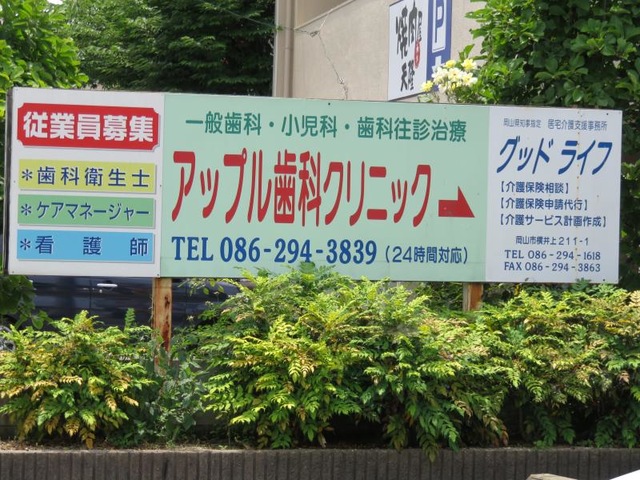 焼肉
天隆
P
従業員募集
*歯科衛生士
*ケアマネージャー
*看護師
一般歯科・小児科・歯科往診治療
アップル歯科クリニック→
TEL 086-294-3839（24時間対応）
岡山県知事指定 居宅介護支援事務所
グッドライフ
【介護保険相談】
【介護保険申請代行】
【介護サービス計画作成】
岡山市横井上211-1
TEL 086-294-1618
FAX 086-294-3863